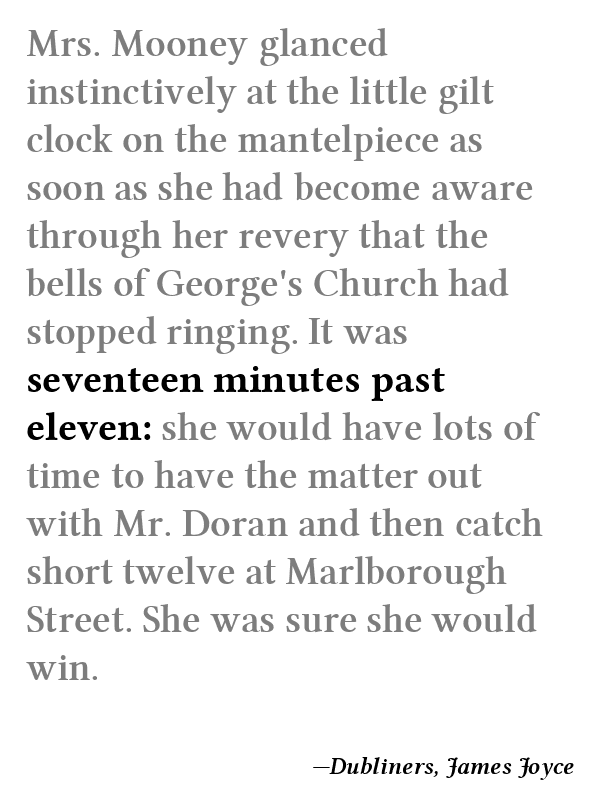 Mrs. Mooney glanced
instinctively at the little gilt
clock on the mantelpiece as
soon as she had become aware
through her revery that the
bells of George's Church had
stopped ringing. It was
seventeen minutes past
eleven: she would have lots of
time to have the matter out
with Mr. Doran and then catch
short twelve at Marlborough
Street. She was sure she would
win.
—Dubliners, James Joyce